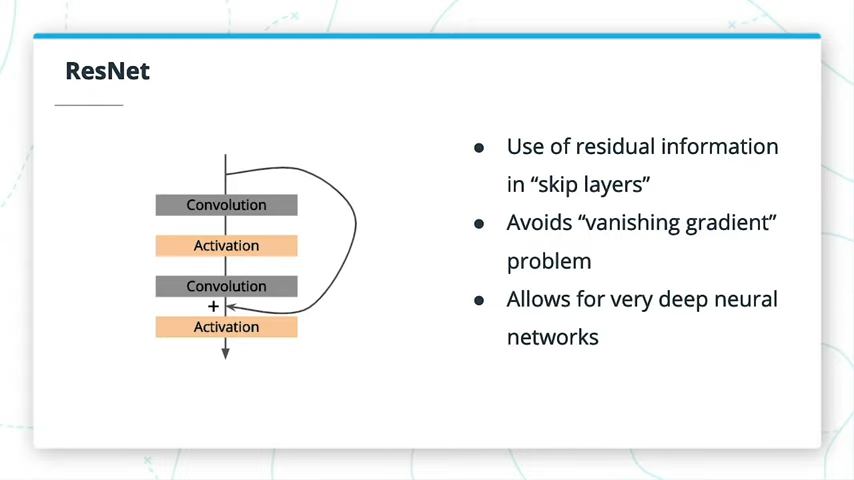 ResNet
Convolution
Activation
Convolution
+
Activation
● Use of residual information
in “skip layers”
● Avoids “vanishing gradient”
problem
● Allows for very deep neural
networks